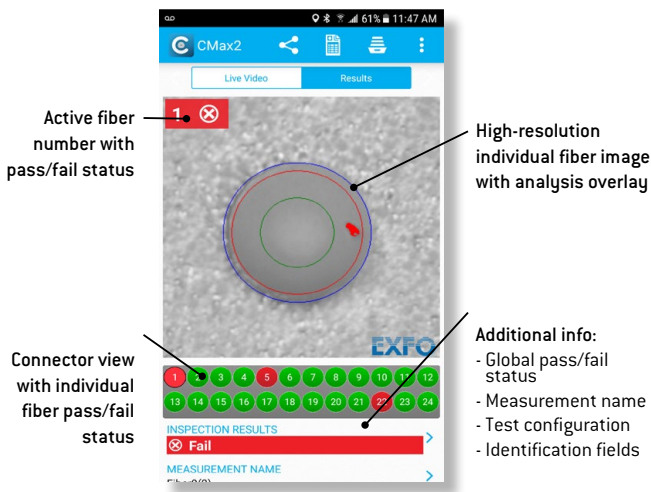 61% 11:47 AM
CMax2
Live Video Results
1
EXFO
1 2 3 4 5 6 7 8 9 10 11 12
13 14 15 16 17 18 19 20 21 22 23 24
INSPECTION RESULTS
Fail
MEASUREMENT NAME
Active fiber
number with
pass/fail status
Connector view
with individual
fiber pass/fail
status
High-resolution
individual fiber image
with analysis overlay
Additional info:
- Global pass/fail
status
- Measurement name
- Test configuration
- Identification fields